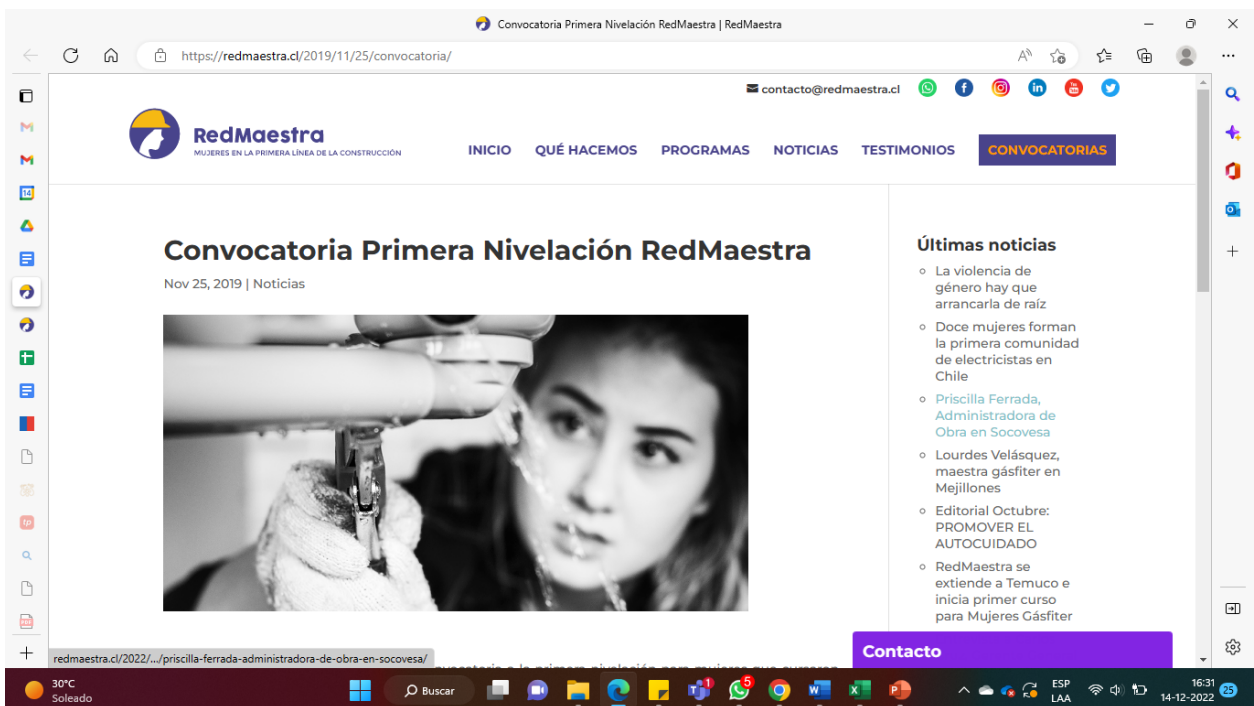 Convocatoria Primera Nivelación RedMaestra | RedMaestra
https://redmaestra.cl/2019/11/25/convocatoria/
contacto@redmaestra.cl
RedMaestra
MUJERES EN LA PRIMERA LÍNEA DE LA CONSTRUCCIÓN
INICIO QUÉ HACEMOS PROGRAMAS NOTICIAS TESTIMONIOS CONVOCATORIAS
Convocatoria Primera Nivelación RedMaestra
Nov 25, 2019 | Noticias
Últimas noticias
La violencia de
género hay que
arrancarla de raíz
Doce mujeres forman
la primera comunidad
de electricistas en
Chile
Priscilla Ferrada,
Administradora de
Obra en Socovesa
Lourdes Velásquez,
maestra gásfiter en
Mejillones
Editorial Octubre:
PROMOVER EL
AUTOCUIDADO
RedMaestra se
extiende a Temuco e
inicia primer curso
para Mujeres Gásfiter
Contacto
redmaestra.cl/2022/.../priscilla-ferrada-administradora-de-obra-en-socovesa/
30°C
Soleado
Buscar
ESP
LAA
16:31
14-12-2022
25